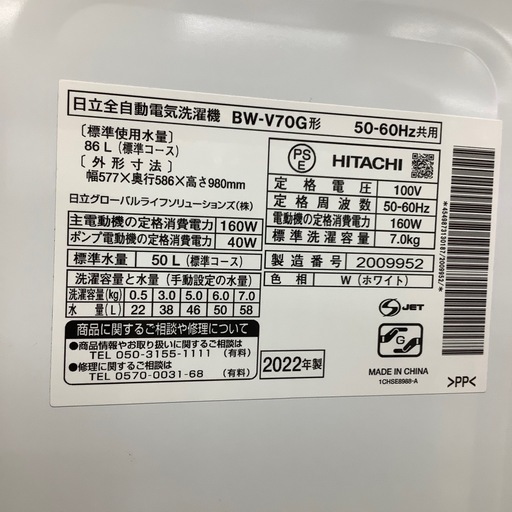 日立全自動電気洗濯機 BW-V70G形 50-60Hz共用
［標準使用水量］
86L（標準コース）
［外形寸法］
幅577×奥行586×高さ980mm
日立グローバルライフソリューションズ(株)
主電動機の定格消費電力 160W
ポンプ電動機の定格消費電力 40W
標準水量 50L（標準コース）
洗濯容量と水量（手動設定の水量）
洗濯容量(kg) 0.5 3.0 5.0 6.0 7.0
水量(L) 22 38 46 50 58
商品に関するご相談や修理について
●商品情報やお取り扱いに関するご相談
TEL 050-3155-1111（有料）
●修理に関するご相談
TEL 0570-0031-68（有料）
PS
E
HITACHI
定格電圧 100V
定格周波数 50-60Hz
電動機の定格消費電力 160W
標準洗濯容量 7.0kg
製造番号 2009952
色相 W（ホワイト）
S JET
G
2022年製
MADE IN CHINA
1CHSE8988-A
*4549873130187/2009952/*
>PP<